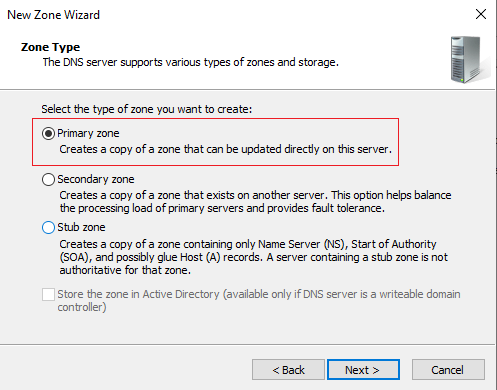 New Zone Wizard
Zone Type
The DNS server supports various types of zones and storage.
Select the type of zone you want to create:
Primary zone
Creates a copy of a zone that can be updated directly on this server.
Secondary zone
Creates a copy of a zone that exists on another server. This option helps balance
the processing load of primary servers and provides fault tolerance.
Stub zone
Creates a copy of a zone containing only Name Server (NS), Start of Authority
(SOA), and possibly glue Host (A) records. A server containing a stub zone is not
authoritative for that zone.
Store the zone in Active Directory (available only if DNS server is a writeable domain
controller)
< Back
Next >
Cancel